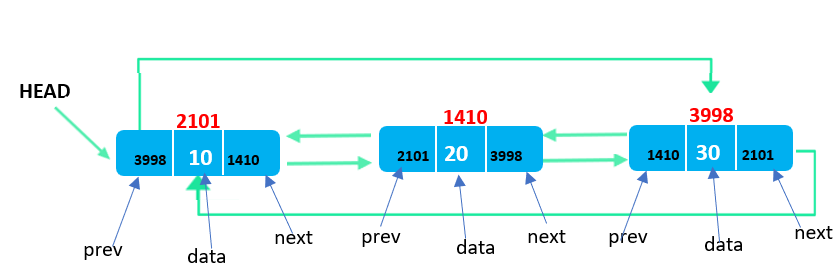 HEAD
2101
1410
3998
3998 10 1410
2101 20 3998
1410 30 2101
prev data next
prev data next
prev data next